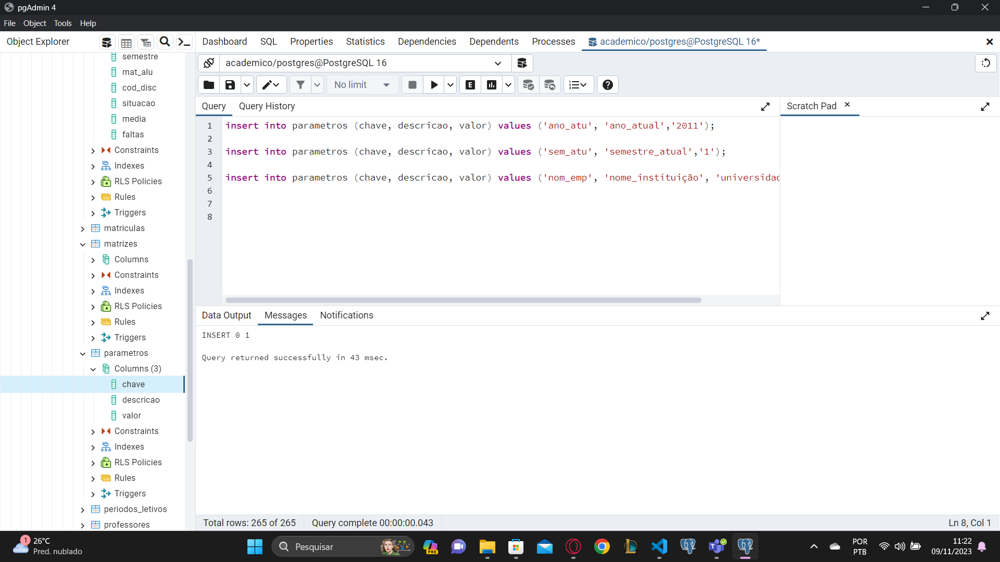 pgAdmin 4
File Object Tools Help
Object Explorer
Dashboard SQL Properties Statistics Dependencies Dependents Processes academico/postgres@PostgreSQL 16*
semestre
mat_alu
cod_disc
situacao
media
faltas
Constraints
Indexes
RLS Policies
Rules
Triggers
matriculas
matrizes
Columns
Constraints
Indexes
RLS Policies
Rules
Triggers
parametros
Columns (3)
chave
descricao
valor
Constraints
Indexes
RLS Policies
Rules
Triggers
periodos_letivos
professores
academico/postgres@PostgreSQL 16
No limit
E
Query Query History
Scratch Pad
1 insert into parametros (chave, descricao, valor) values ('ano_atu', 'ano_atual','2011');
2
3 insert into parametros (chave, descricao, valor) values ('sem_atu', 'semestre_atual','1');
4
5 insert into parametros (chave, descricao, valor) values ('nom_emp', 'nome_instituição', 'universidad
6
7
8
Data Output Messages Notifications
INSERT 0 1
Query returned successfully in 43 msec.
Total rows: 265 of 265 Query complete 00:00:00.043 Ln 8, Col 1
1
26°C
Pred. nublado
Pesquisar
PRE
POR
PTB
11:22
09/11/2023